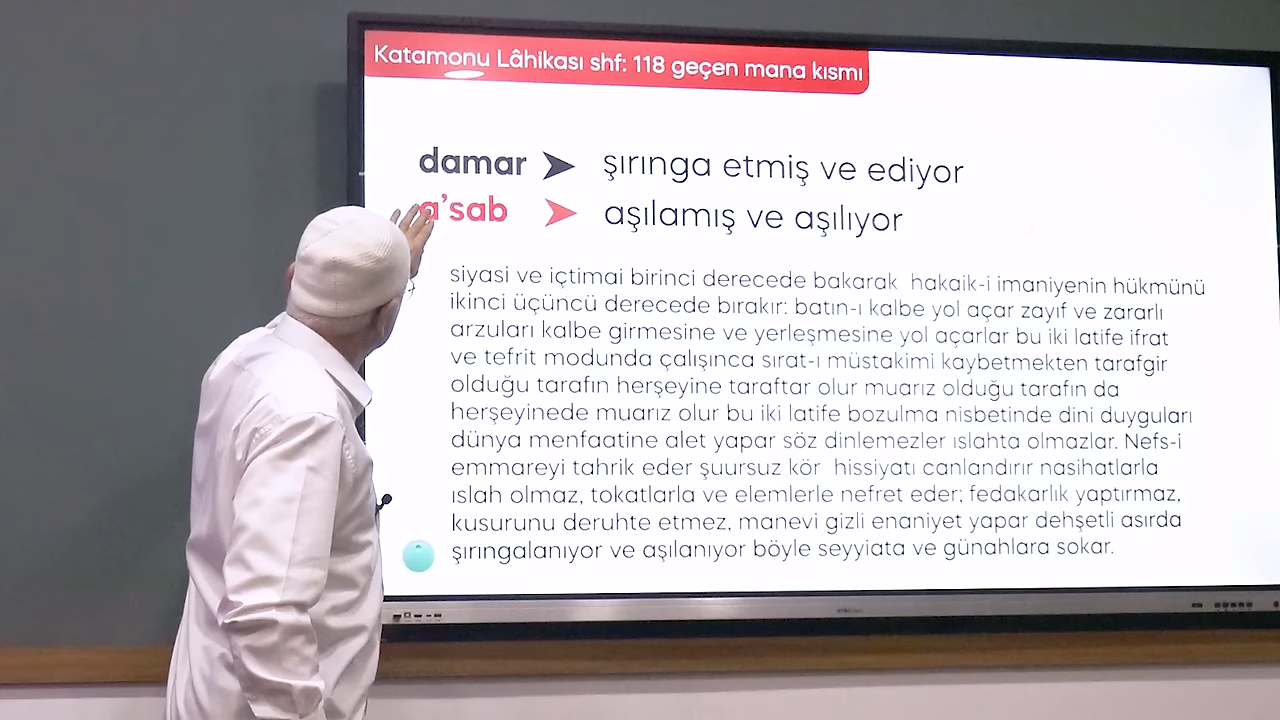 Katamonu Lâhikası shf: 118 geçen mana kısmı
damar ➤ şırınga etmiş ve ediyor
a'sab ➤ aşılamış ve aşılıyor
siyasi ve içtimai birinci derecede bakarak hakaik-i imaniyenin hükmünü
ikinci üçüncü derecede bırakır: batın-ı kalbe yol açar zayıf ve zararlı
arzuları kalbe girmesine ve yerleşmesine yol açarlar bu iki latife ifrat
ve tefrit modunda çalışınca sırat-ı müstakimi kaybetmekten tarafgir
olduğu tarafın herşeyine taraftar olur muarız olduğu tarafın da
herşeyinede muarız olur bu iki latife bozulma nisbetinde dini duyguları
dünya menfaatine alet yapar söz dinlemezler ıslahta olmazlar. Nefs-i
emmareyi tahrik eder şuursuz kör hissiyatı canlandırır nasihatlarla
ıslah olmaz, tokatlarla ve elemlerle nefret eder; fedakarlık yaptırmaz,
kusurunu deruhte etmez, manevi gizli enaniyet yapar dehşetli asırda
şırıngalanıyor ve aşılanıyor böyle seyyiata ve günahlara sokar.